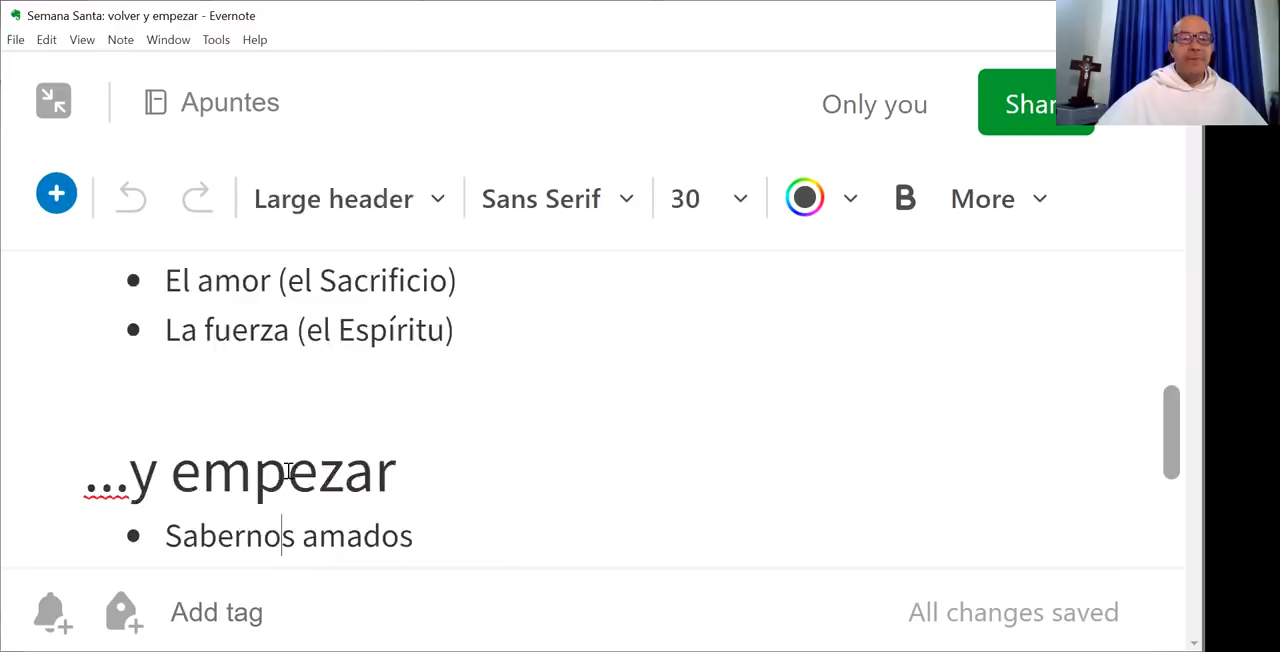 Semana Santa: volver y empezar - Evernote
File Edit View Note Window Tools Help
Apuntes
Only you
Shar
Large header
Sans Serif
30
B
More
El amor (el Sacrificio)
La fuerza (el Espíritu)
...y empezar
Sabernos amados
Add tag
All changes saved